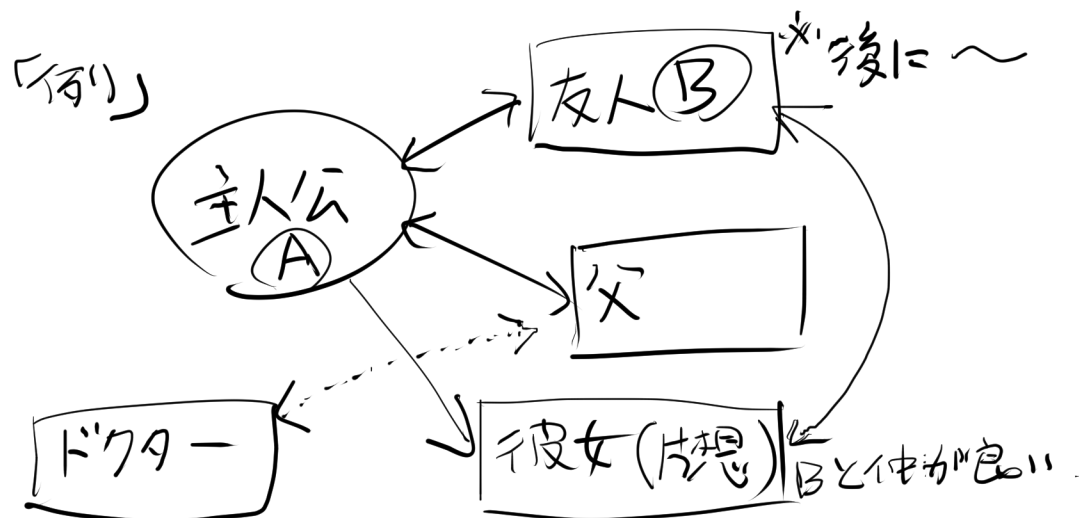 「例」
主人公
A
友人 B
※ 後に 〜
父
ドクター
彼女(片想)
Bと仲が良い